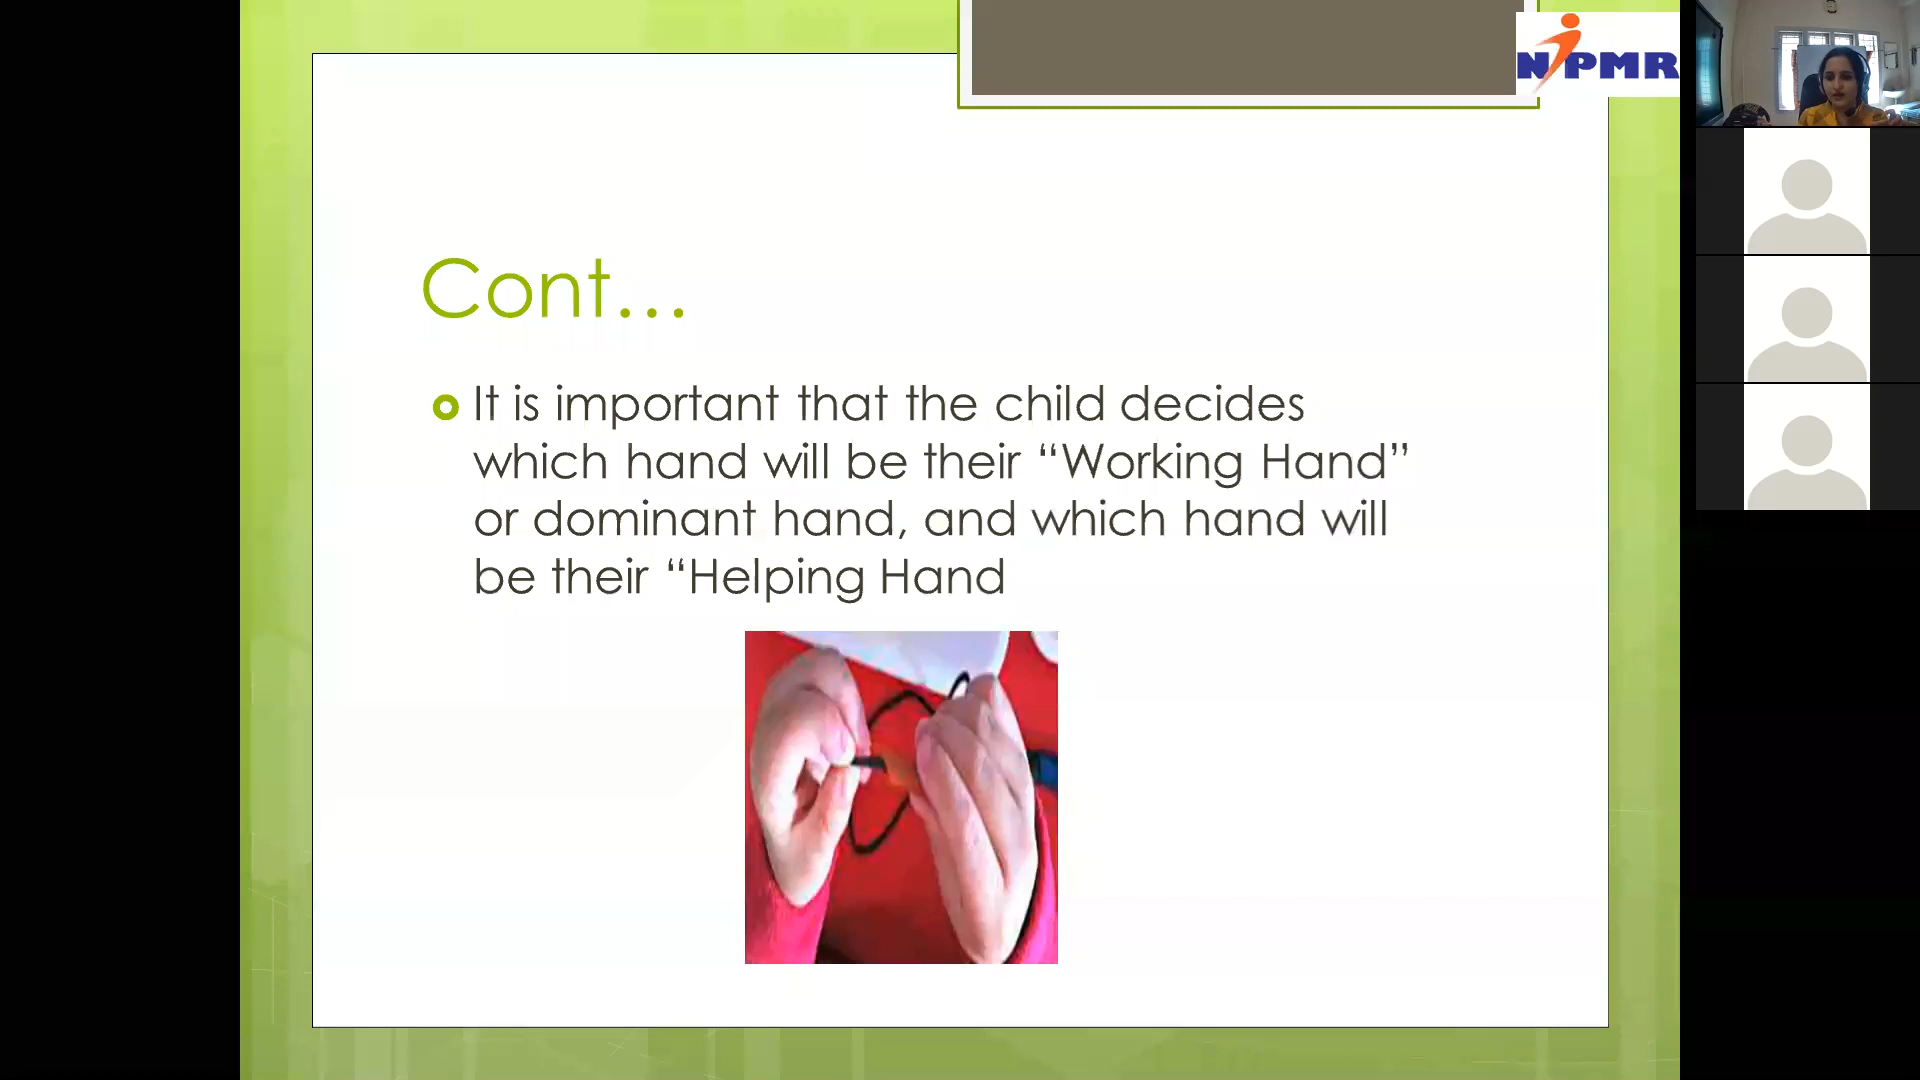 NIPMR
Cont...
It is important that the child decides
which hand will be their “Working Hand”
or dominant hand, and which hand will
be their “Helping Hand